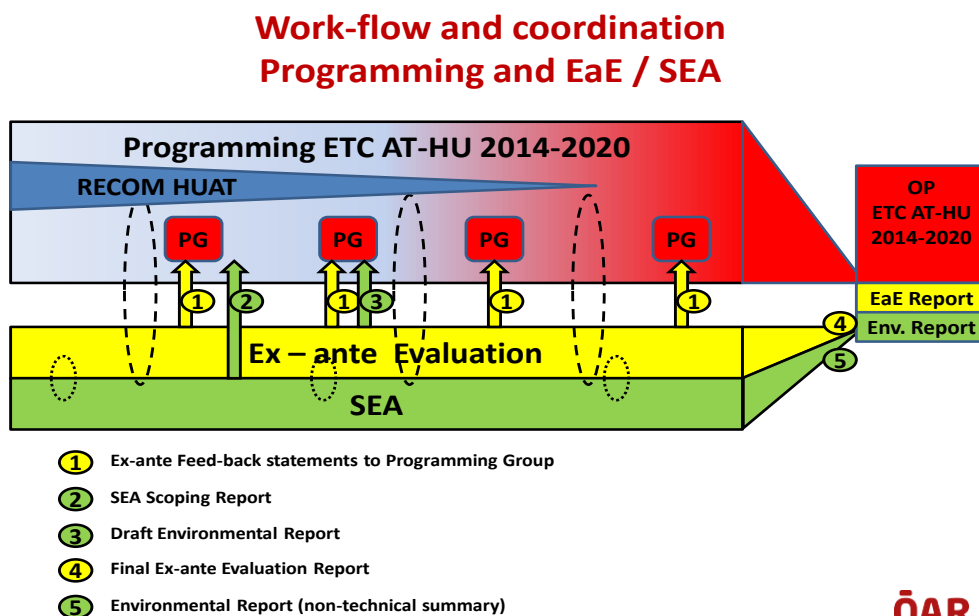 Work-flow and coordination
Programming and EaE / SEA
Programming ETC AT-HU 2014-2020
RECOM HUAT
PG
PG
PG
PG
OP
ETC AT-HU
2014-2020
1
2
1
3
1
1
EaE Report
4
Env. Report
Ex – ante Evaluation
5
SEA
1 Ex-ante Feed-back statements to Programming Group
2 SEA Scoping Report
3 Draft Environmental Report
4 Final Ex-ante Evaluation Report
5 Environmental Report (non-technical summary)
ÖAR